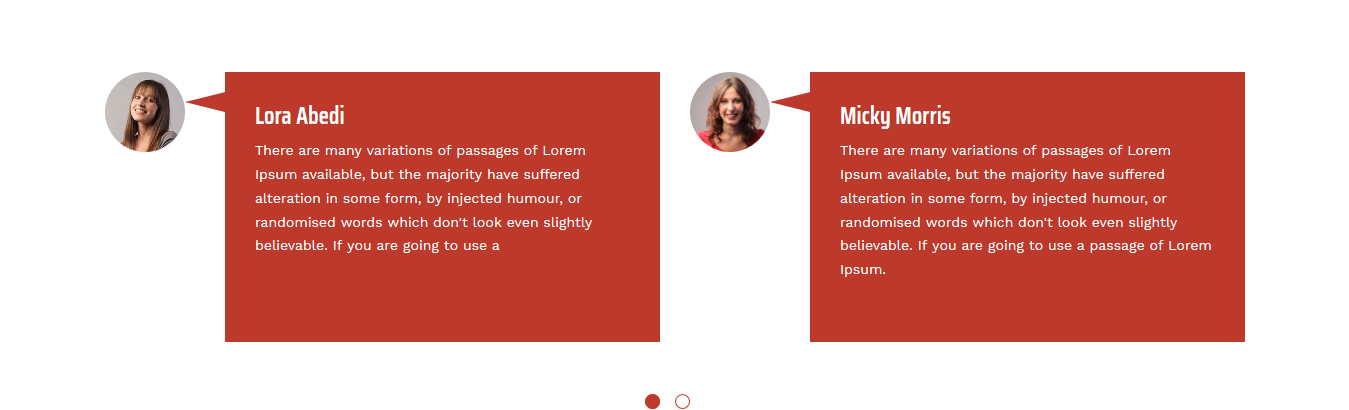 Lora Abedi
There are many variations of passages of Lorem
Ipsum available, but the majority have suffered
alteration in some form, by injected humour, or
randomised words which don't look even slightly
believable. If you are going to use a
Micky Morris
There are many variations of passages of Lorem
Ipsum available, but the majority have suffered
alteration in some form, by injected humour, or
randomised words which don't look even slightly
believable. If you are going to use a passage of Lorem
Ipsum.